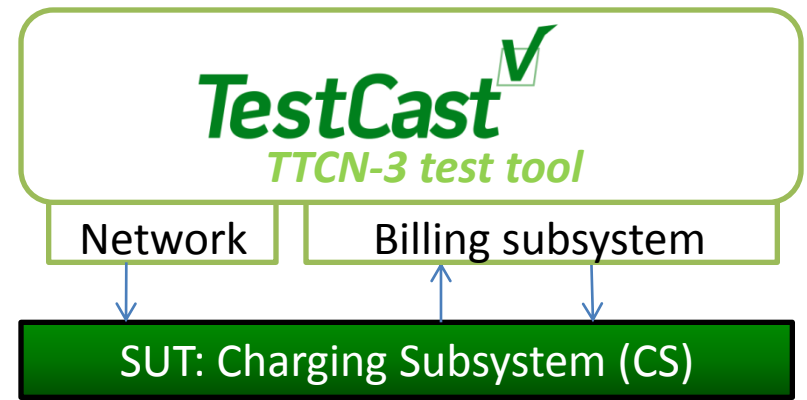 TestCast
TTCN-3 test tool
Network
Billing subsystem
SUT: Charging Subsystem (CS)